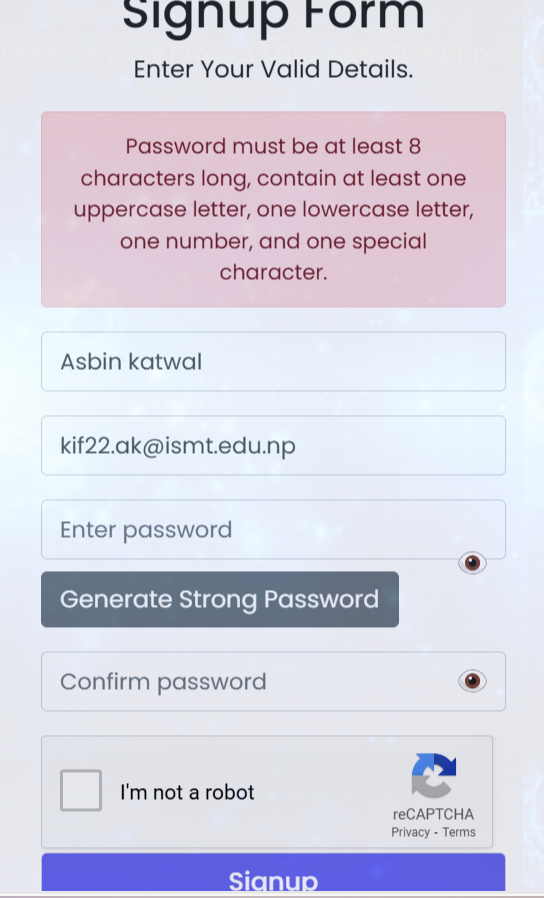 Signup Form
Enter Your Valid Details.
Password must be at least 8
characters long, contain at least one
uppercase letter, one lowercase letter,
one number, and one special
character.
Asbin katwal
kif22.ak@ismt.edu.np
Enter password
Generate Strong Password
Confirm password
I'm not a robot
reCAPTCHA
Privacy - Terms
Signup